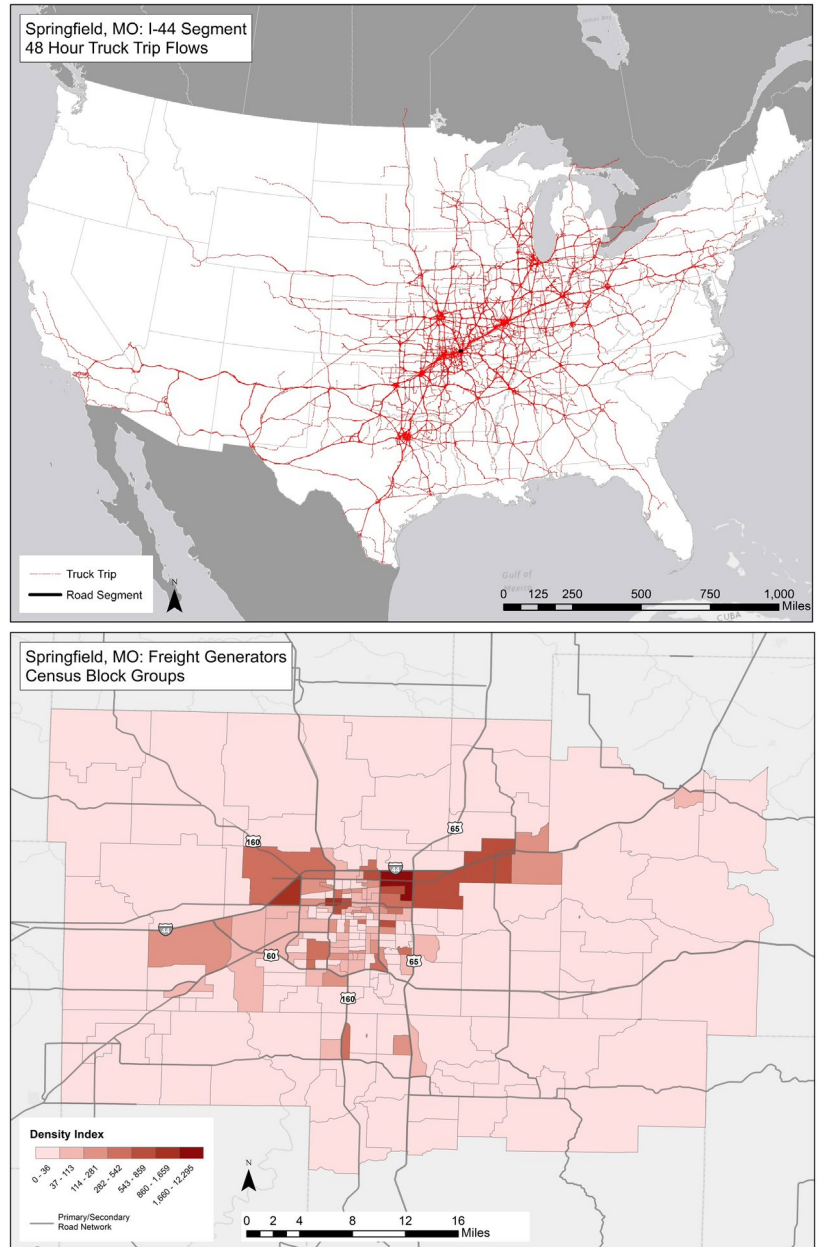 Springfield, MO: I-44 Segment
48 Hour Truck Trip Flows
Gulf of
Mexico
Truck Trip
Road Segment
N
0 125 250 500 750 1,000
Miles
CUBA
Springfield, MO: Freight Generators
Census Block Groups
65
160
44
44
60
65
160
Density Index
0 - 36
37 - 113
114 - 281
282 - 542
543 - 859
860 - 1,659
1,660 - 12,295
Primary/Secondary
Road Network
N
0 2 4 8 12 16
Miles